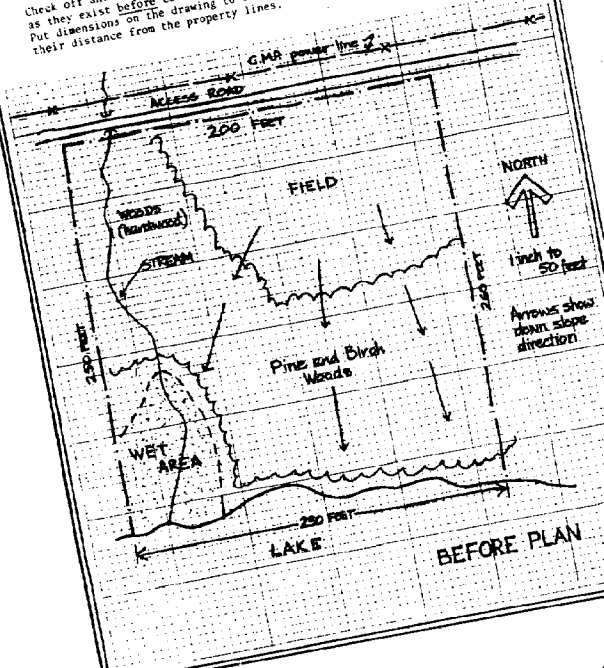 Check off
as they exist before
Put dimensions on the drawing to
their distance from the property lines.
G.M.A power line
ACCESS ROAD
200 FEET
NORTH
FIELD
WOODS
(hardwood)
STREAM
1 inch to
50 feet
250 FEET
Arrows show
down slope
direction
Pine and Birch
Woods
250 FEET
WET
AREA
250 FEET
LAKE
BEFORE PLAN